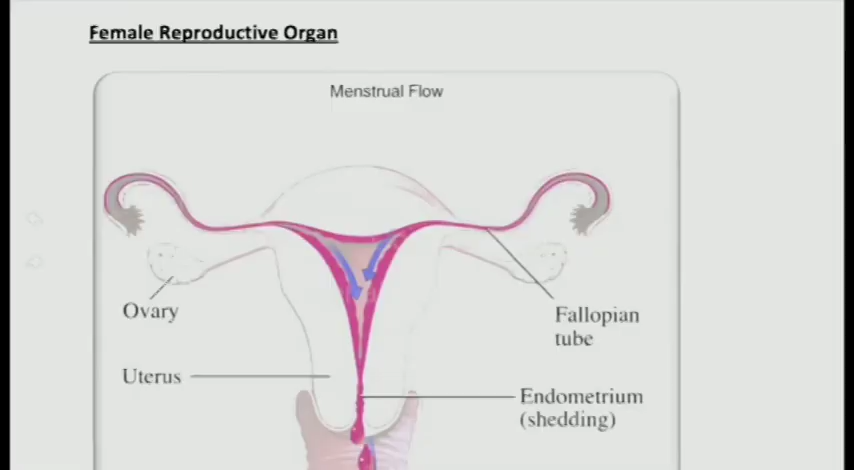 Female Reproductive Organ
Menstrual Flow
Ovary
Fallopian
tube
Uterus
Endometrium
(shedding)